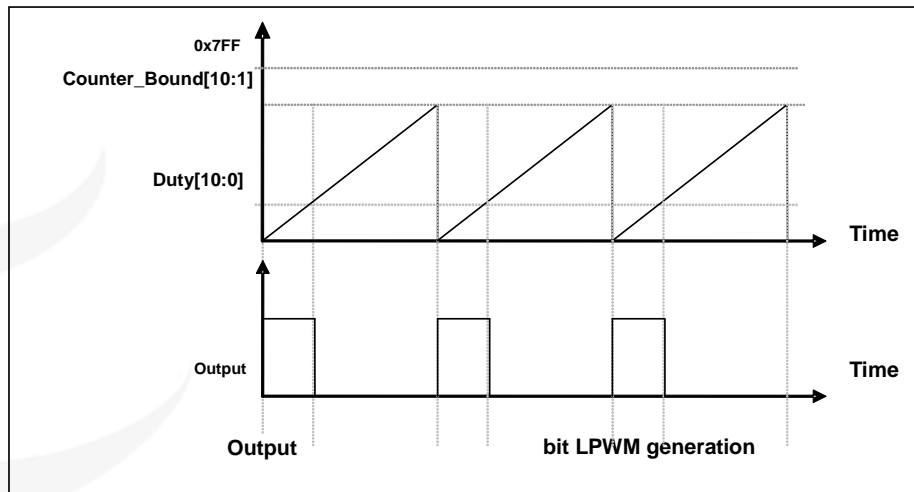 0x7FF
Counter_Bound[10:1]
Duty[10:0]
Time
Output
Time
Output
bit LPWM generation